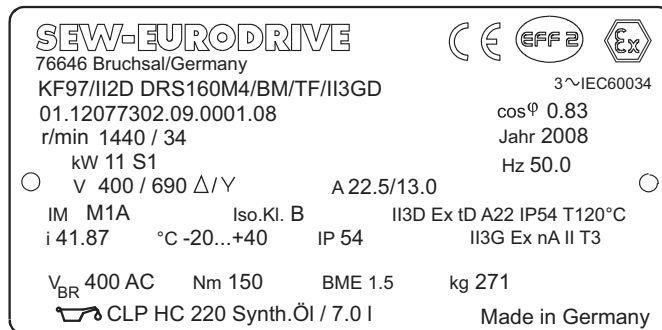 SEW-EURODRIVE CE EFF 2 Ex
76646 Bruchsal/Germany
KF97/II2D DRS160M4/BM/TF/II3GD 3~IEC60034
01.12077302.09.0001.08 cosφ 0.83
r/min 1440 / 34 Jahr 2008
kW 11 S1 Hz 50.0
V 400 / 690 △/Y A 22.5/13.0
IM M1A Iso.Kl. B II3D Ex tD A22 IP54 T120°C
i 41.87 °C -20...+40 IP 54 II3G Ex nA II T3
VBR 400 AC Nm 150 BME 1.5 kg 271
CLP HC 220 Synth.Öl / 7.0 l Made in Germany